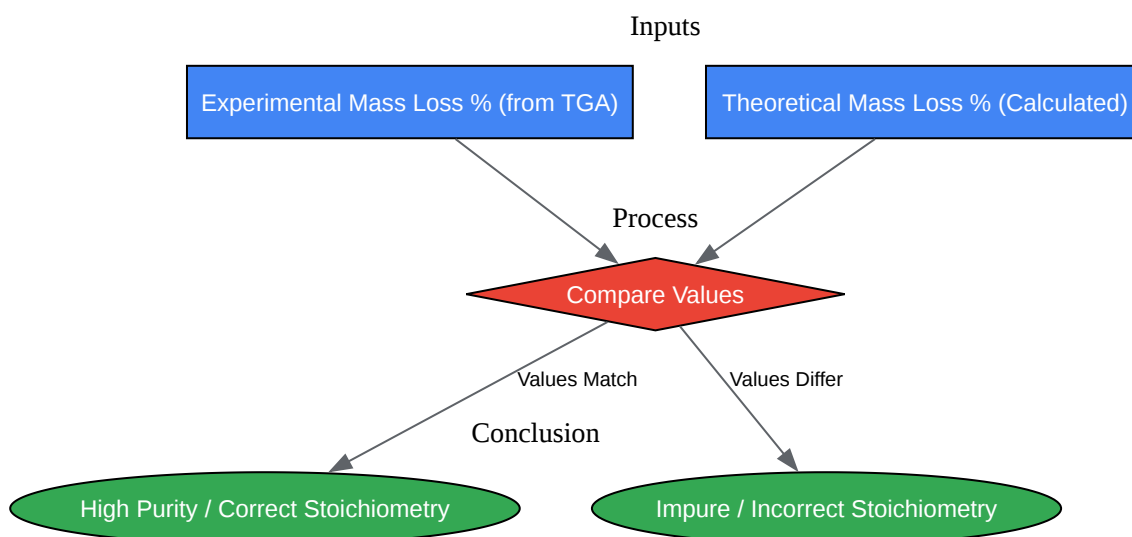 Inputs
Experimental Mass Loss % (from TGA)
Theoretical Mass Loss % (Calculated)
Process
Compare Values
Values Match
Values Differ
Conclusion
High Purity / Correct Stoichiometry
Impure / Incorrect Stoichiometry